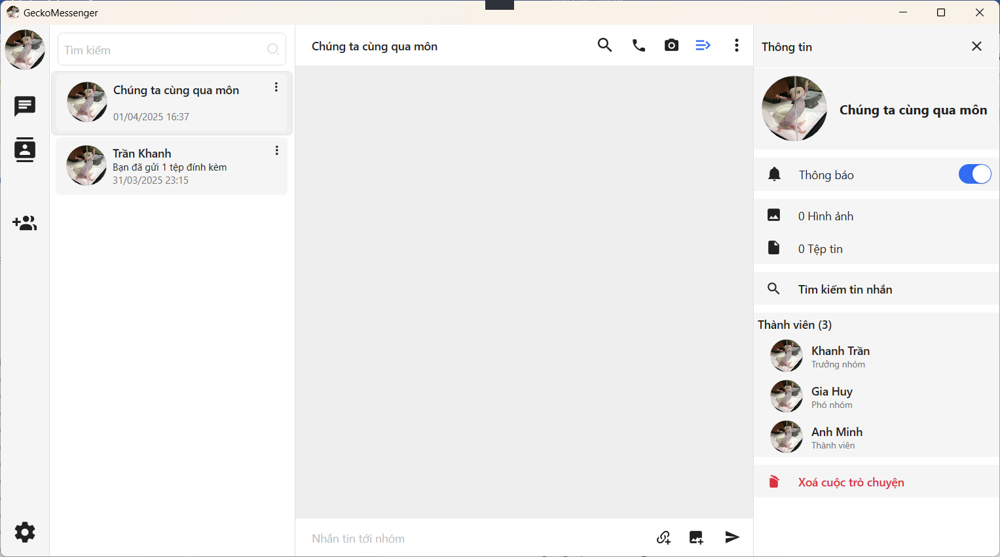 GeckoMessenger
Tìm kiếm
Chúng ta cùng qua môn
01/04/2025 16:37
Trần Khanh
Bạn đã gửi 1 tệp đính kèm
31/03/2025 23:15
Chúng ta cùng qua môn
Nhắn tin tới nhóm
Thông tin
Chúng ta cùng qua môn
Thông báo
0 Hình ảnh
0 Tệp tin
Tìm kiếm tin nhắn
Thành viên (3)
Khanh Trần
Trưởng nhóm
Gia Huy
Phó nhóm
Anh Minh
Thành viên
Xoá cuộc trò chuyện